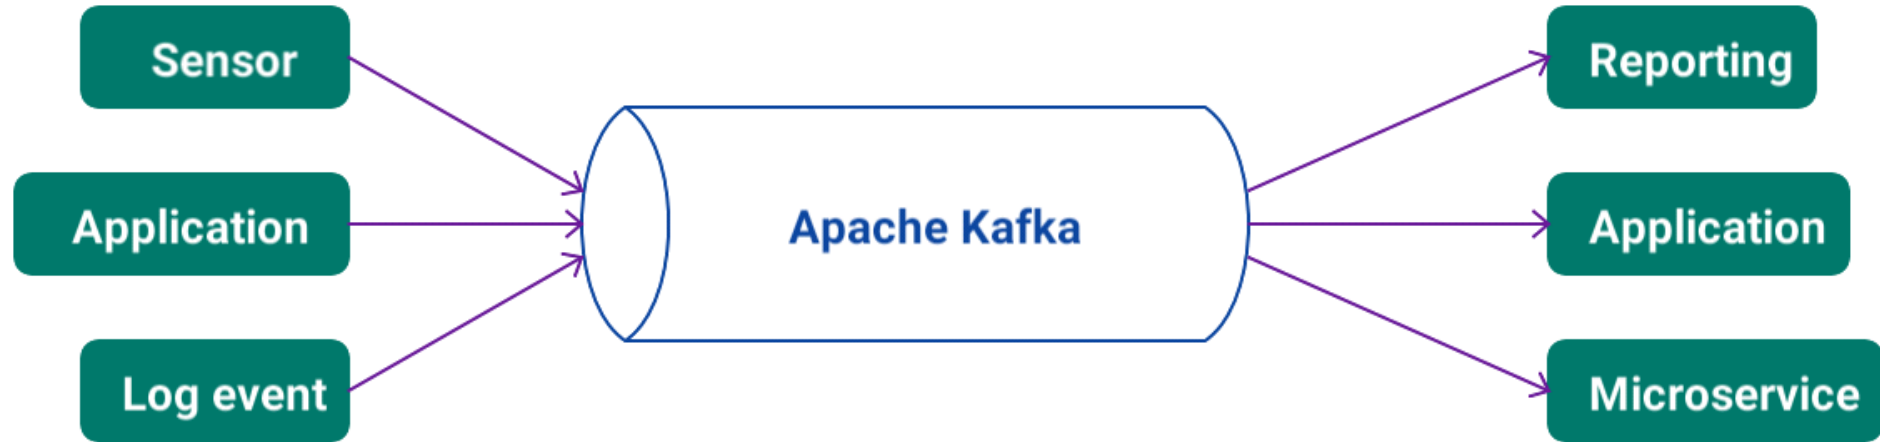 Sensor
Application
Log event
Apache Kafka
Reporting
Application
Microservice